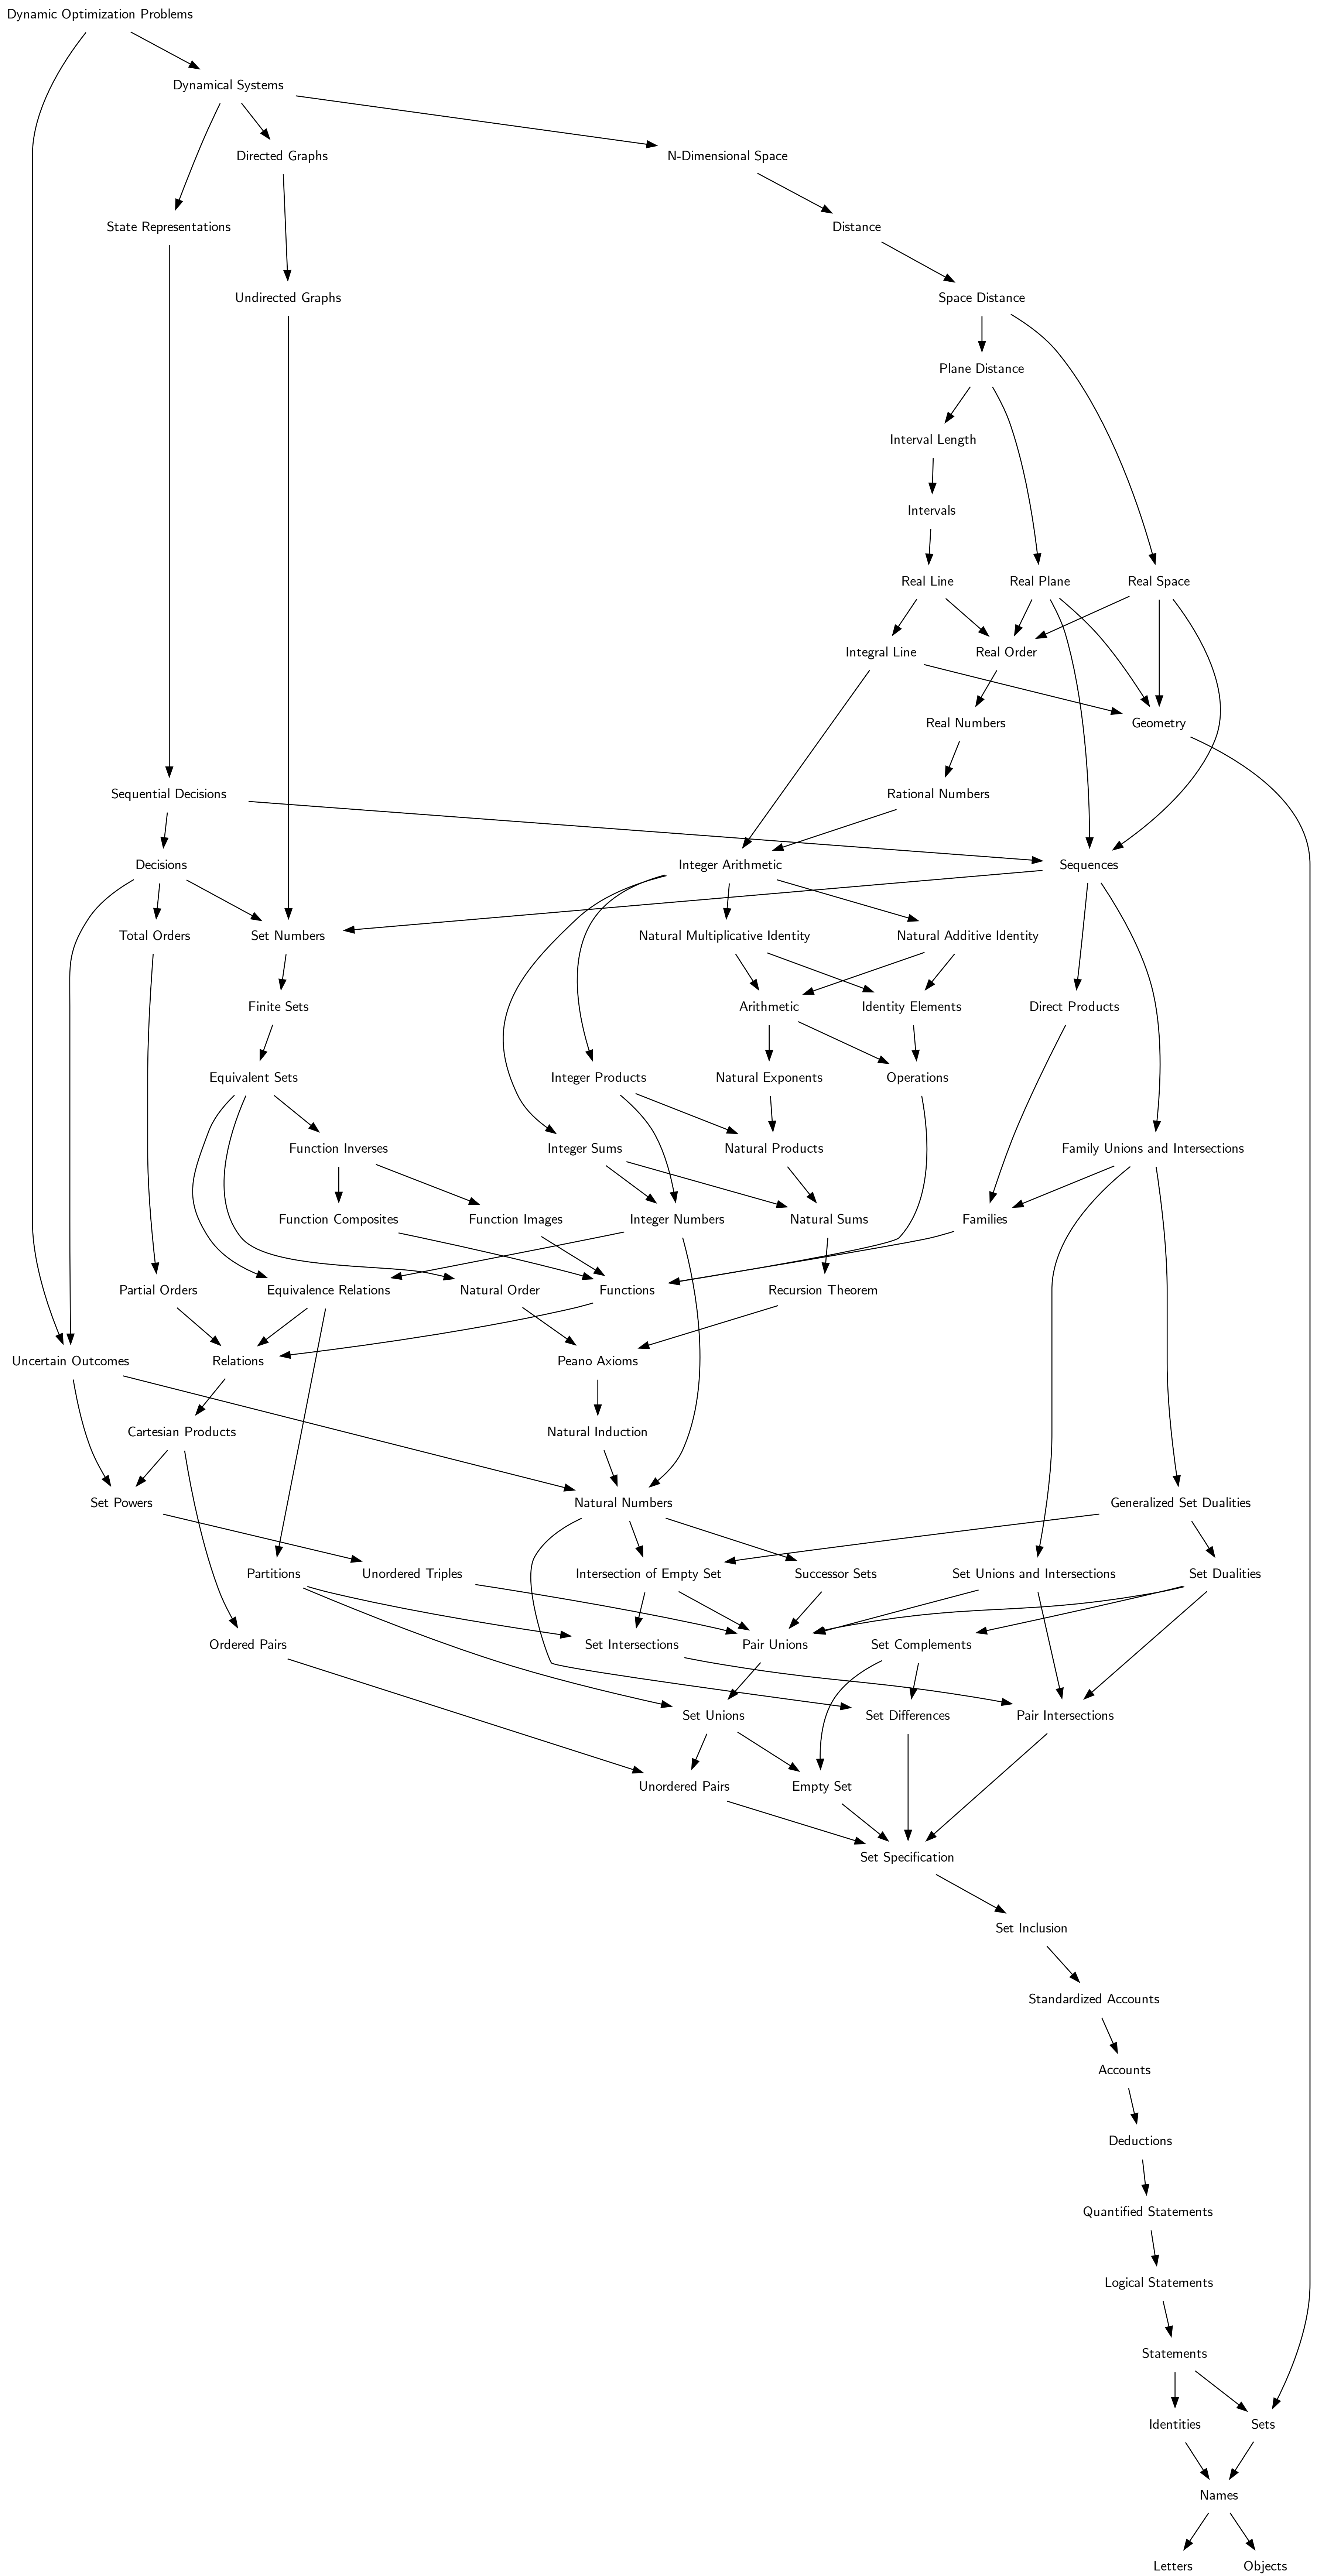 Dynamic Optimization Problems
Dynamical Systems
Directed Graphs
N-Dimensional Space
State Representations
Distance
Undirected Graphs
Space Distance
Plane Distance
Interval Length
Intervals
Real Line
Real Plane
Real Space
Integral Line
Real Order
Real Numbers
Geometry
Sequential Decisions
Rational Numbers
Decisions
Integer Arithmetic
Sequences
Total Orders
Set Numbers
Natural Multiplicative Identity
Natural Additive Identity
Finite Sets
Arithmetic
Identity Elements
Direct Products
Equivalent Sets
Integer Products
Natural Exponents
Operations
Function Inverses
Integer Sums
Natural Products
Family Unions and Intersections
Function Composites
Function Images
Integer Numbers
Natural Sums
Families
Partial Orders
Equivalence Relations
Natural Order
Functions
Recursion Theorem
Uncertain Outcomes
Relations
Peano Axioms
Cartesian Products
Natural Induction
Set Powers
Natural Numbers
Generalized Set Dualities
Partitions
Unordered Triples
Intersection of Empty Set
Successor Sets
Set Unions and Intersections
Set Dualities
Ordered Pairs
Set Intersections
Pair Unions
Set Complements
Set Unions
Set Differences
Pair Intersections
Unordered Pairs
Empty Set
Set Specification
Set Inclusion
Standardized Accounts
Accounts
Deductions
Quantified Statements
Logical Statements
Statements
Identities
Sets
Names
Letters
Objects